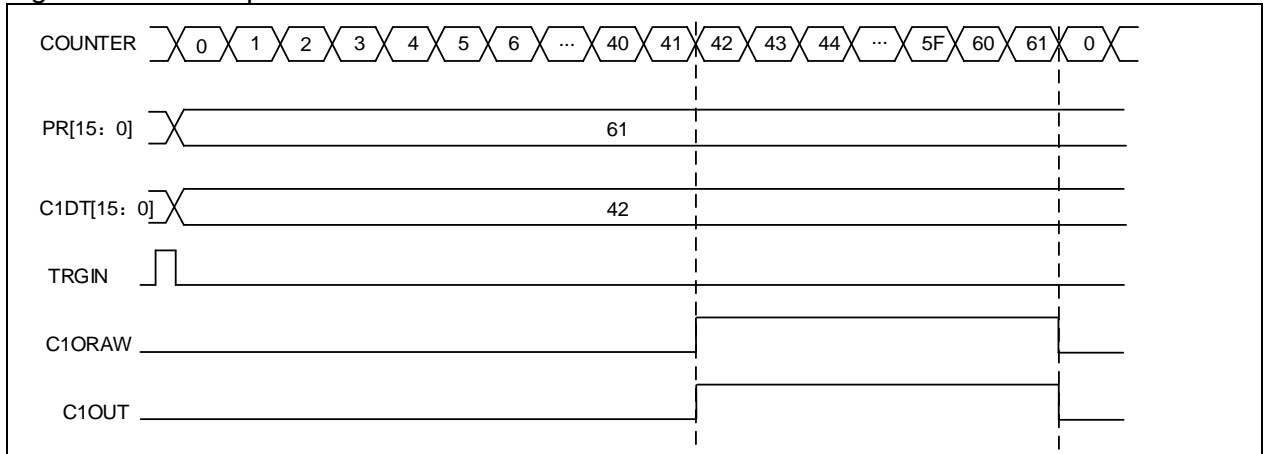 COUNTER 0 1 2 3 4 5 6 ... 40 41 42 43 44 ... 5F 60 61 0
PR[15：0] 61
C1DT[15：0] 42
TRGIN
C1ORAW
C1OUT